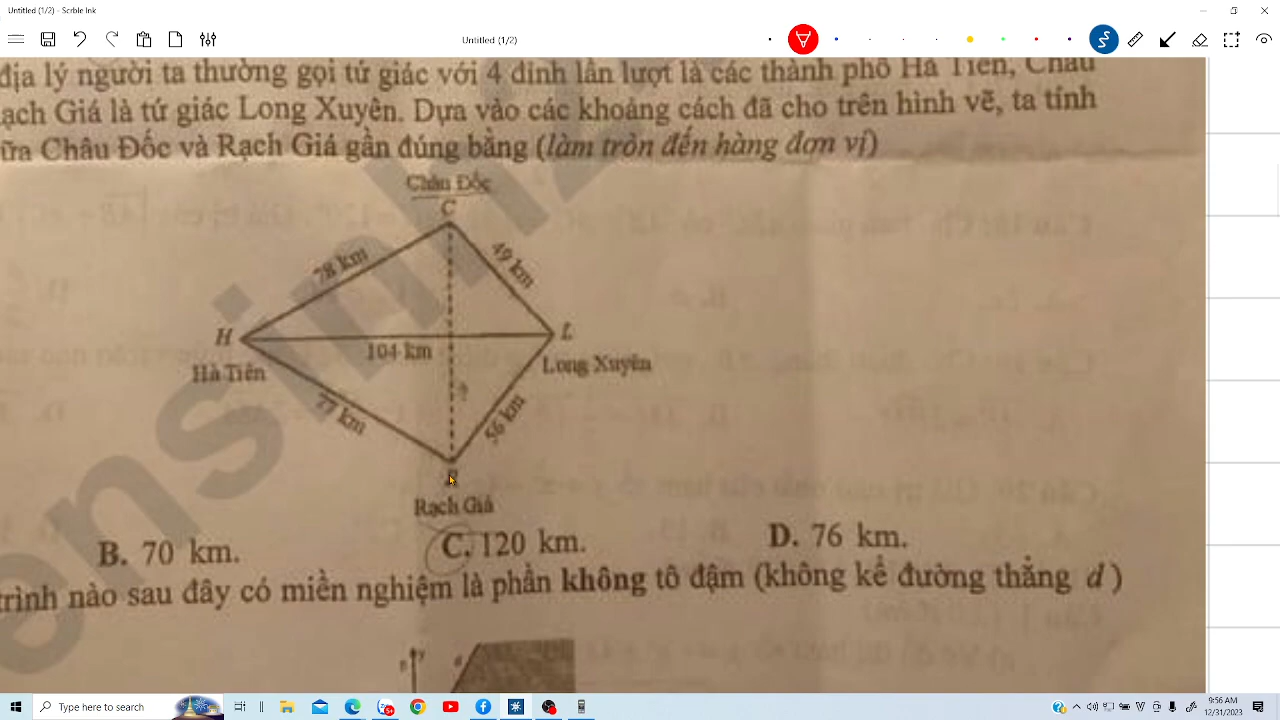 Untitled (1/2) - Scrble Ink
Untitled (1/2)
địa lý người ta thường gọi tứ giác với 4 đỉnh lần lượt là các thành phố Hà Tiên, Châu
ạch Giá là tứ giác Long Xuyên. Dựa vào các khoảng cách đã cho trên hình vẽ, ta tính
ữa Châu Đốc và Rạch Giá gần đúng bằng (làm tròn đến hàng đơn vị)
Châu Đốc
C
78 km
49 km
H
L
104 km
Hà Tiên
Long Xuyên
?
77 km
56 km
Rạch Giá
B. 70 km.
C. 120 km.
D. 76 km.
trình nào sau đây có miền nghiệm là phần không tô đậm (không kể đường thẳng d )
y
d
ensinh2
Type here to search
9:56 AM
12/31/2023